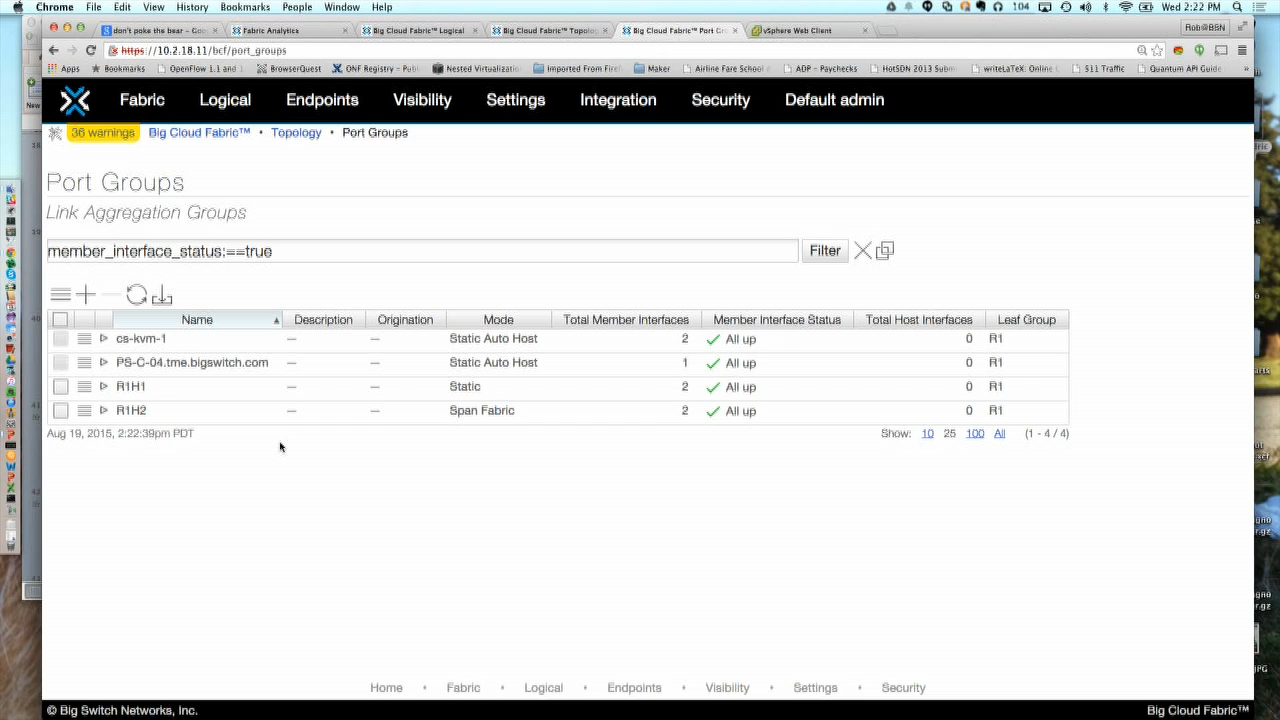 Chrome File Edit View History Bookmarks People Window Help 104 Wed 2:22 PM
don't poke the bear – Goo Fabric Analytics Big Cloud Fabric™ Logical Big Cloud Fabric™ Topolo Big Cloud Fabric™ Port Gr vSphere Web Client Rob@BSN
https://10.2.18.11/bcf/port_groups
Apps Bookmarks OpenFlow 1.1 and BrowserQuest ONF Registry - Publ Nested Virtualizatio Imported From Firef Maker Airline Fare School / ADP - Paychecks HotSDN 2013 Submi writeLaTeX: Online 511 Traffic Quantum API Guide
Fabric Logical Endpoints Visibility Settings Integration Security Default admin
36 warnings Big Cloud Fabric™ • Topology • Port Groups
Port Groups
Link Aggregation Groups
member_interface_status:==true Filter
Name Description Origination Mode Total Member Interfaces Member Interface Status Total Host Interfaces Leaf Group
cs-kvm-1 — — Static Auto Host 2 All up 0 R1
PS-C-04.tme.bigswitch.com — — Static Auto Host 1 All up 0 R1
R1H1 — — Static 2 All up 0 R1
R1H2 — — Span Fabric 2 All up 0 R1
Aug 19, 2015, 2:22:39pm PDT Show: 10 25 100 All (1 - 4 / 4)
Home • Fabric • Logical • Endpoints • Visibility • Settings • Security
© Big Switch Networks, Inc. Big Cloud Fabric™